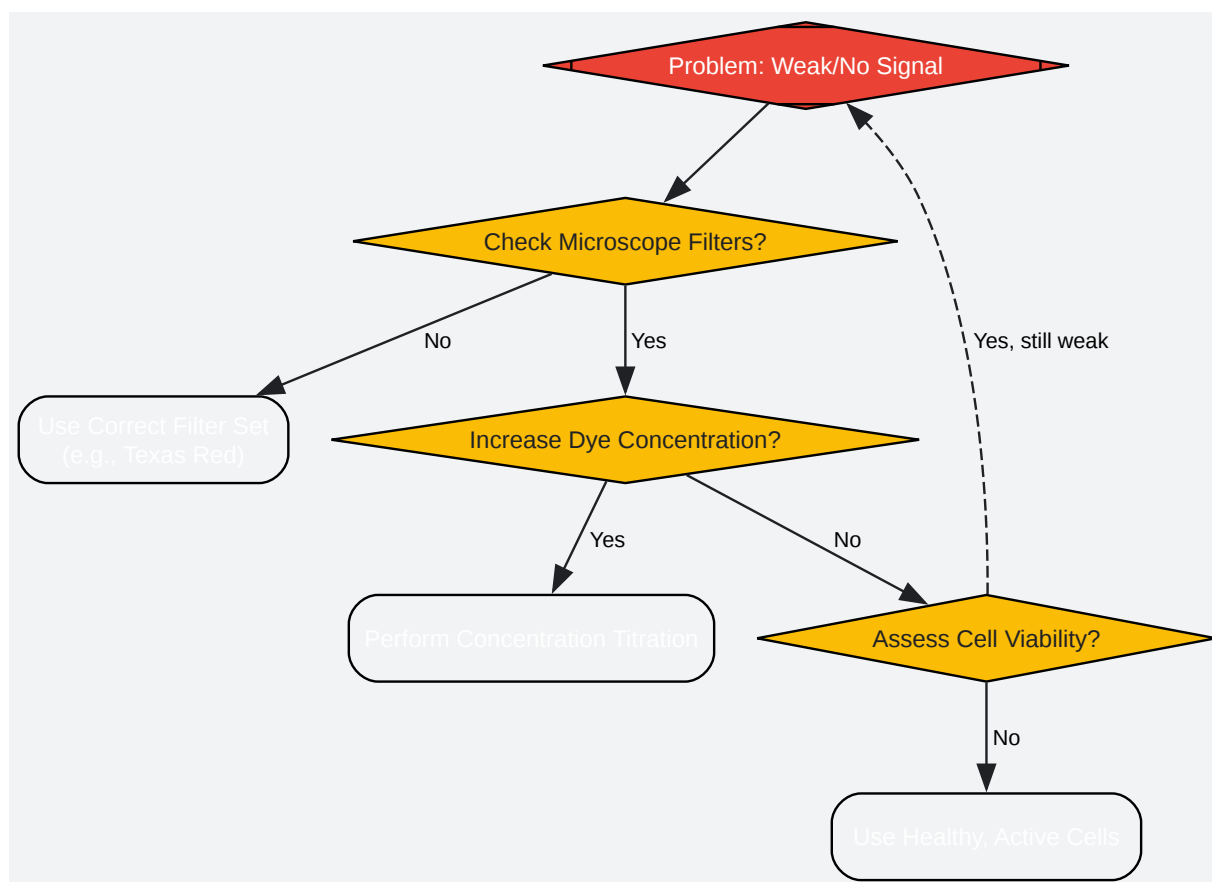 Problem: Weak/No Signal
Check Microscope Filters?
No
Yes
Yes, still weak
Use Correct Filter Set
(e.g., Texas Red)
Increase Dye Concentration?
Yes
No
Perform Concentration Titration
Assess Cell Viability?
No
Use Healthy, Active Cells